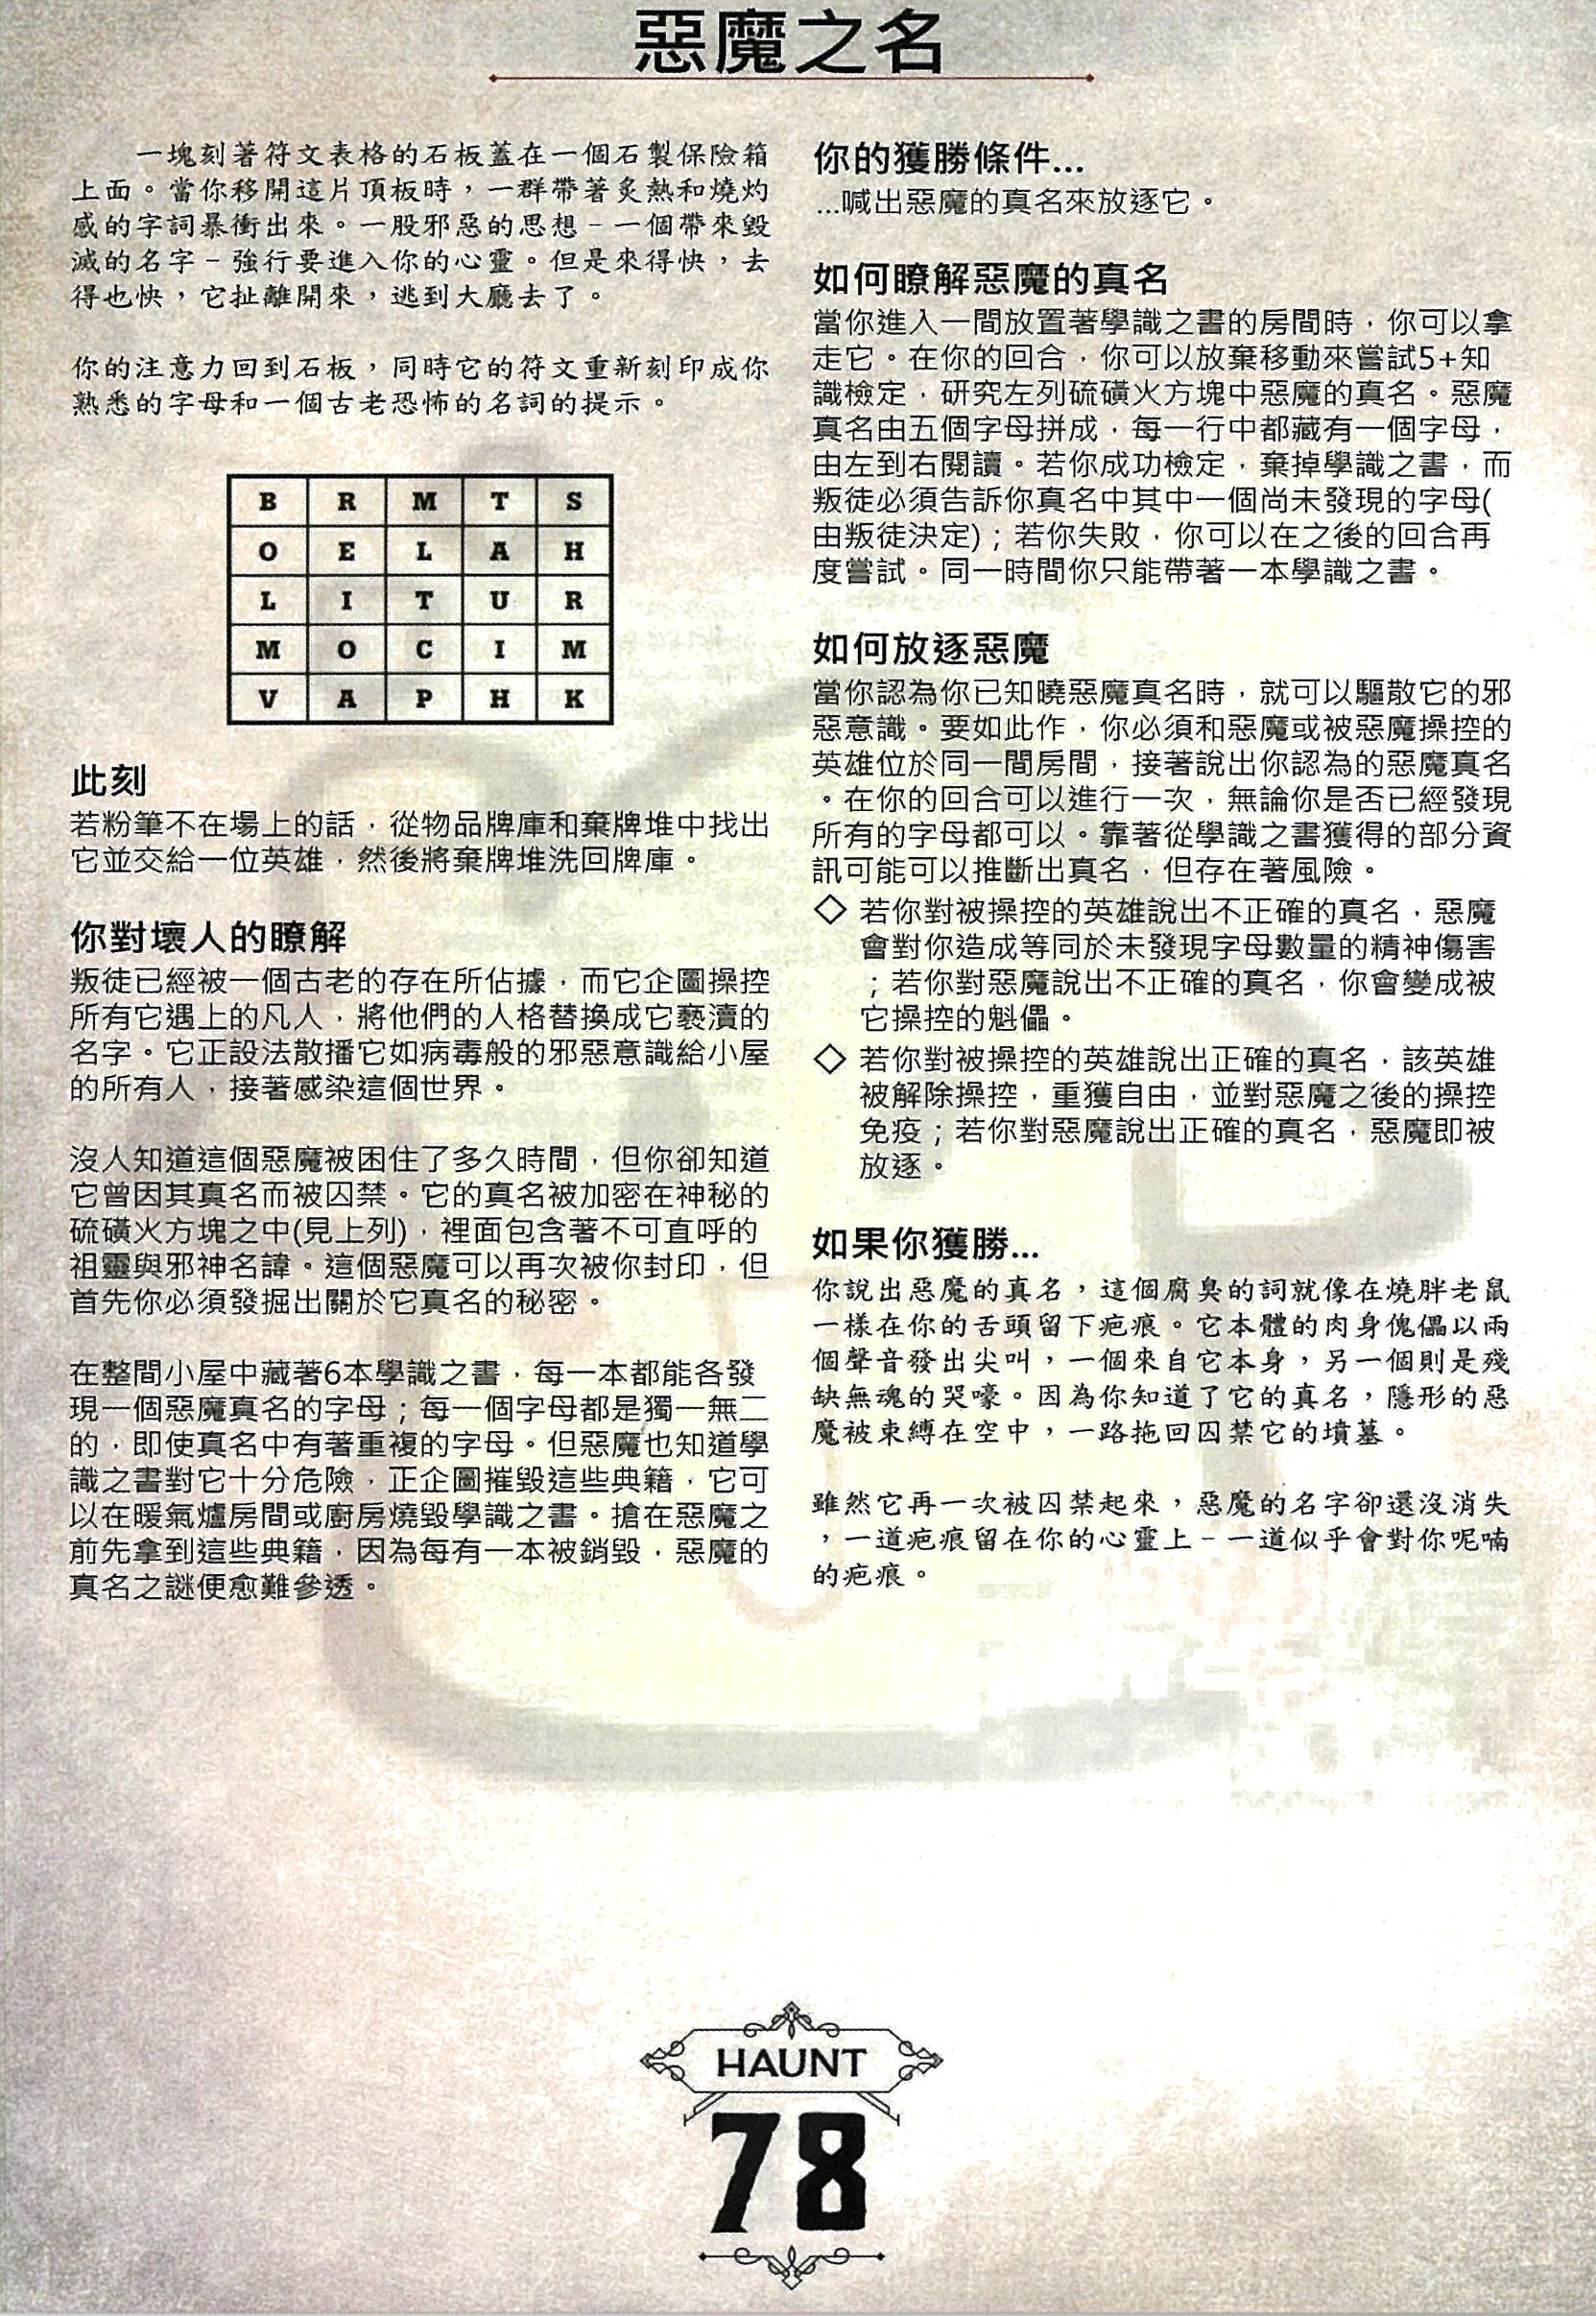 惡魔之名
一塊刻著符文表格的石板蓋在一個石製保險箱
上面。當你移開這片頂板時，一群帶著炙熱和燒灼
感的字詞暴衝出來。一股邪惡的思想－一個帶來毀
滅的名字－強行要進入你的心靈。但是來得快，去
得也快，它扯離開來，逃到大廳去了。
你的注意力回到石板，同時它的符文重新刻印成你
熟悉的字母和一個古老恐怖的名詞的提示。
B R M T S
O E L A H
L I T U R
M O C I M
V A P H K
此刻
若粉筆不在場上的話，從物品牌庫和棄牌堆中找出
它並交給一位英雄，然後將棄牌堆洗回牌庫。
你對壞人的瞭解
叛徒已經被一個古老的存在所佔據，而它企圖操控
所有它遇上的凡人，將他們的人格替換成它褻瀆的
名字。它正設法散播它如病毒般的邪惡意識給小屋
的所有人，接著感染這個世界。
沒人知道這個惡魔被困住了多久時間，但你卻知道
它曾因其真名而被囚禁。它的真名被加密在神秘的
硫磺火方塊之中(見上列)，裡面包含著不可直呼的
祖靈與邪神名諱。這個惡魔可以再次被你封印，但
首先你必須發掘出關於它真名的秘密。
在整間小屋中藏著6本學識之書，每一本都能各發
現一個惡魔真名的字母；每一個字母都是獨一無二
的，即使真名中有著重複的字母。但惡魔也知道學
識之書對它十分危險，正企圖摧毀這些典籍，它可
以在暖氣爐房間或廚房燒毀學識之書。搶在惡魔之
前先拿到這些典籍，因為每有一本被銷毀，惡魔的
真名之謎便愈難參透。
你的獲勝條件...
...喊出惡魔的真名來放逐它。
如何瞭解惡魔的真名
當你進入一間放置著學識之書的房間時，你可以拿
走它。在你的回合，你可以放棄移動來嘗試5+知
識檢定，研究左列硫磺火方塊中惡魔的真名。惡魔
真名由五個字母拼成，每一行中都藏有一個字母，
由左到右閱讀。若你成功檢定，棄掉學識之書，而
叛徒必須告訴你真名中其中一個尚未發現的字母(
由叛徒決定)；若你失敗，你可以在之後的回合再
度嘗試。同一時間你只能帶著一本學識之書。
如何放逐惡魔
當你認為你已知曉惡魔真名時，就可以驅散它的邪
惡意識。要如此作，你必須和惡魔或被惡魔操控的
英雄位於同一間房間，接著說出你認為的惡魔真名
。在你的回合可以進行一次，無論你是否已經發現
所有的字母都可以。靠著從學識之書獲得的部分資
訊可能可以推斷出真名，但存在著風險。
◇ 若你對被操控的英雄說出不正確的真名，惡魔
會對你造成等同於未發現字母數量的精神傷害
；若你對惡魔說出不正確的真名，你會變成被
它操控的魁儡。
◇ 若你對被操控的英雄說出正確的真名，該英雄
被解除操控，重獲自由，並對惡魔之後的操控
免疫；若你對惡魔說出正確的真名，惡魔即被
放逐。
如果你獲勝...
你說出惡魔的真名，這個腐臭的詞就像在燒胖老鼠
一樣在你的舌頭留下疤痕。它本體的肉身傀儡以兩
個聲音發出尖叫，一個來自它本身，另一個則是殘
缺無魂的哭嚎。因為你知道了它的真名，隱形的惡
魔被束縛在空中，一路拖回囚禁它的墳墓。
雖然它再一次被囚禁起來，惡魔的名字卻還沒消失
，一道疤痕留在你的心靈上－一道似乎會對你呢喃
的疤痕。
HAUNT
78